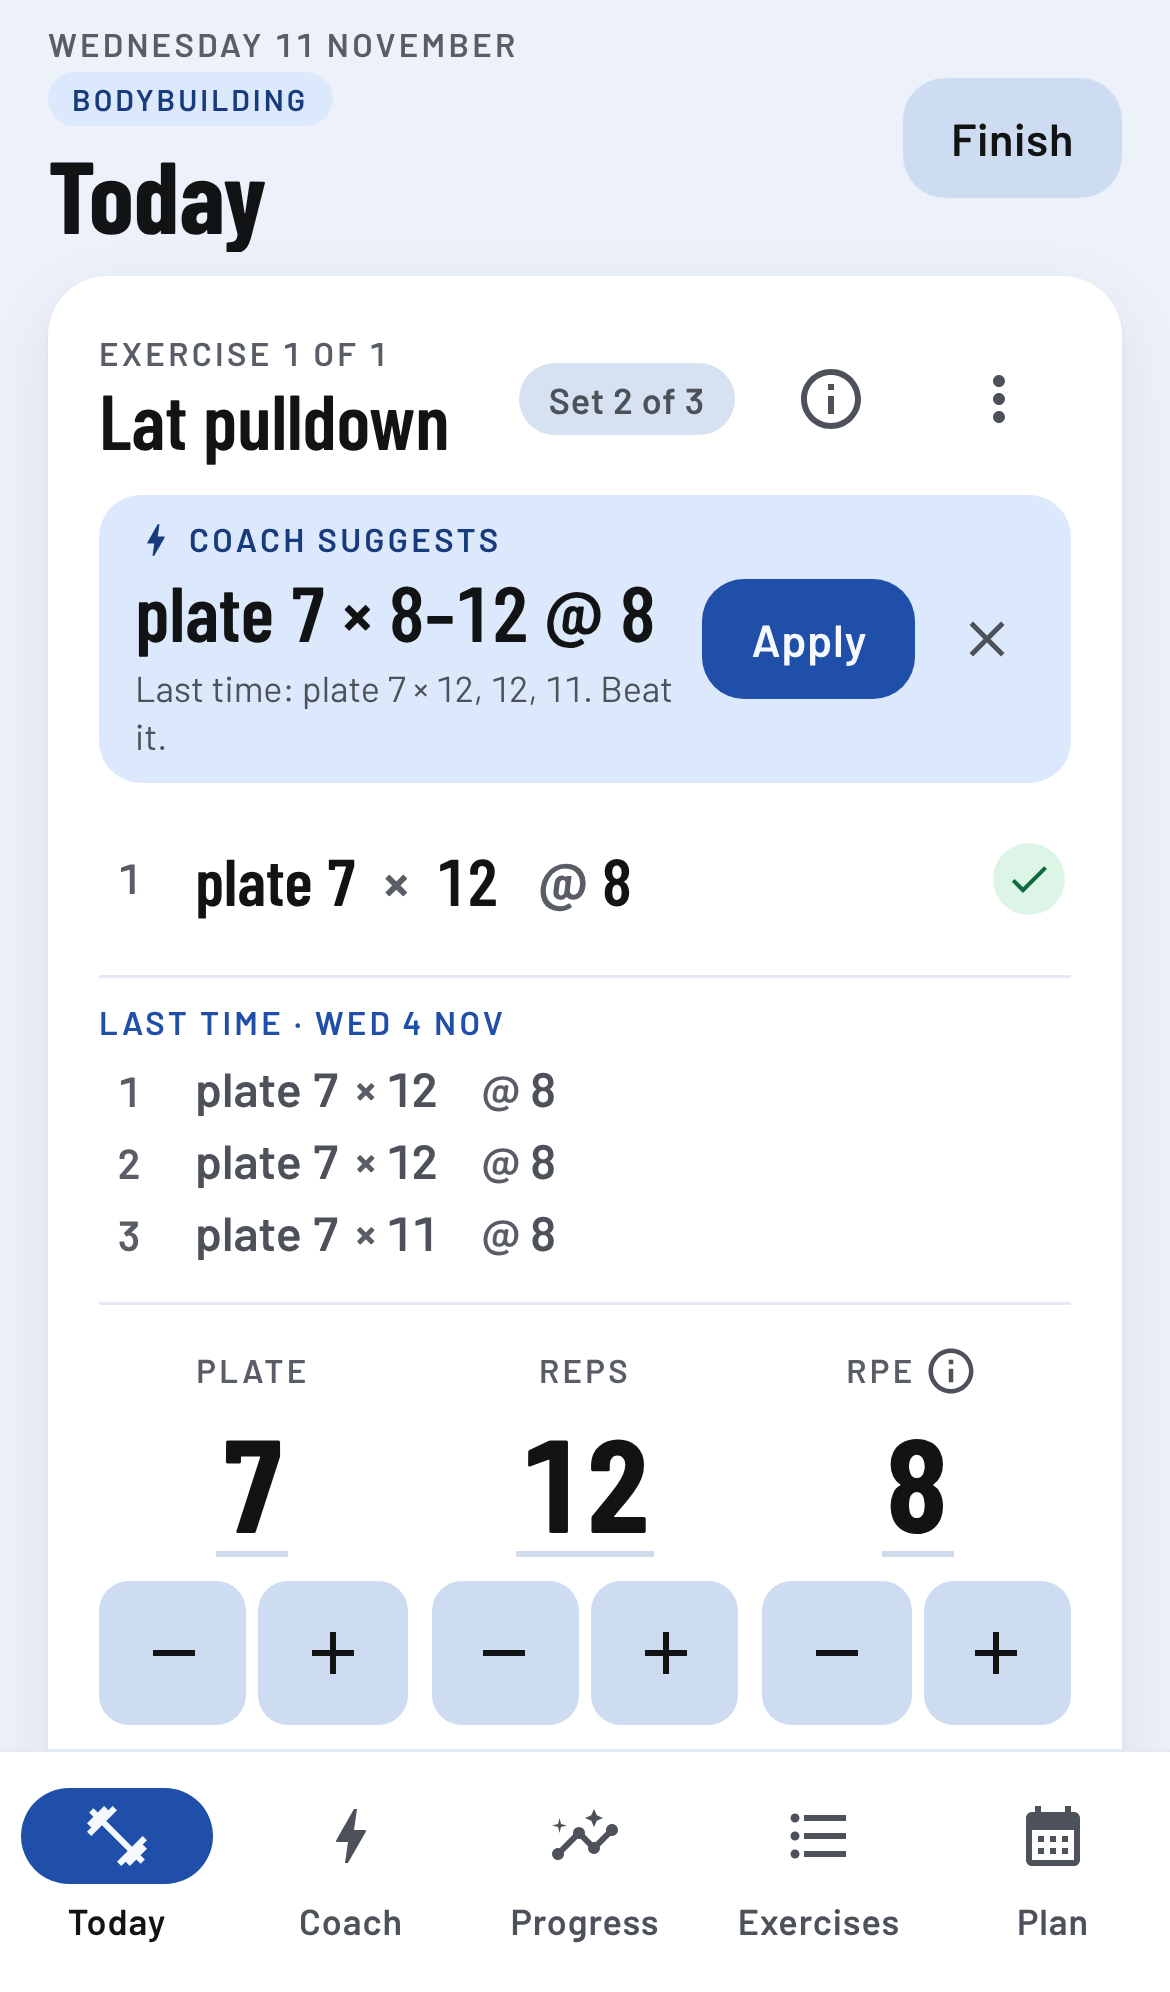 WEDNESDAY 11 NOVEMBER
BODYBUILDING
Today
Finish
EXERCISE 1 OF 1
Lat pulldown
Set 2 of 3
COACH SUGGESTS
plate 7 × 8–12 @ 8
Last time: plate 7 × 12, 12, 11. Beat
it.
Apply
1 plate 7 × 12 @ 8
LAST TIME · WED 4 NOV
1 plate 7 × 12 @ 8
2 plate 7 × 12 @ 8
3 plate 7 × 11 @ 8
PLATE REPS RPE
7 12 8
Today Coach Progress Exercises Plan